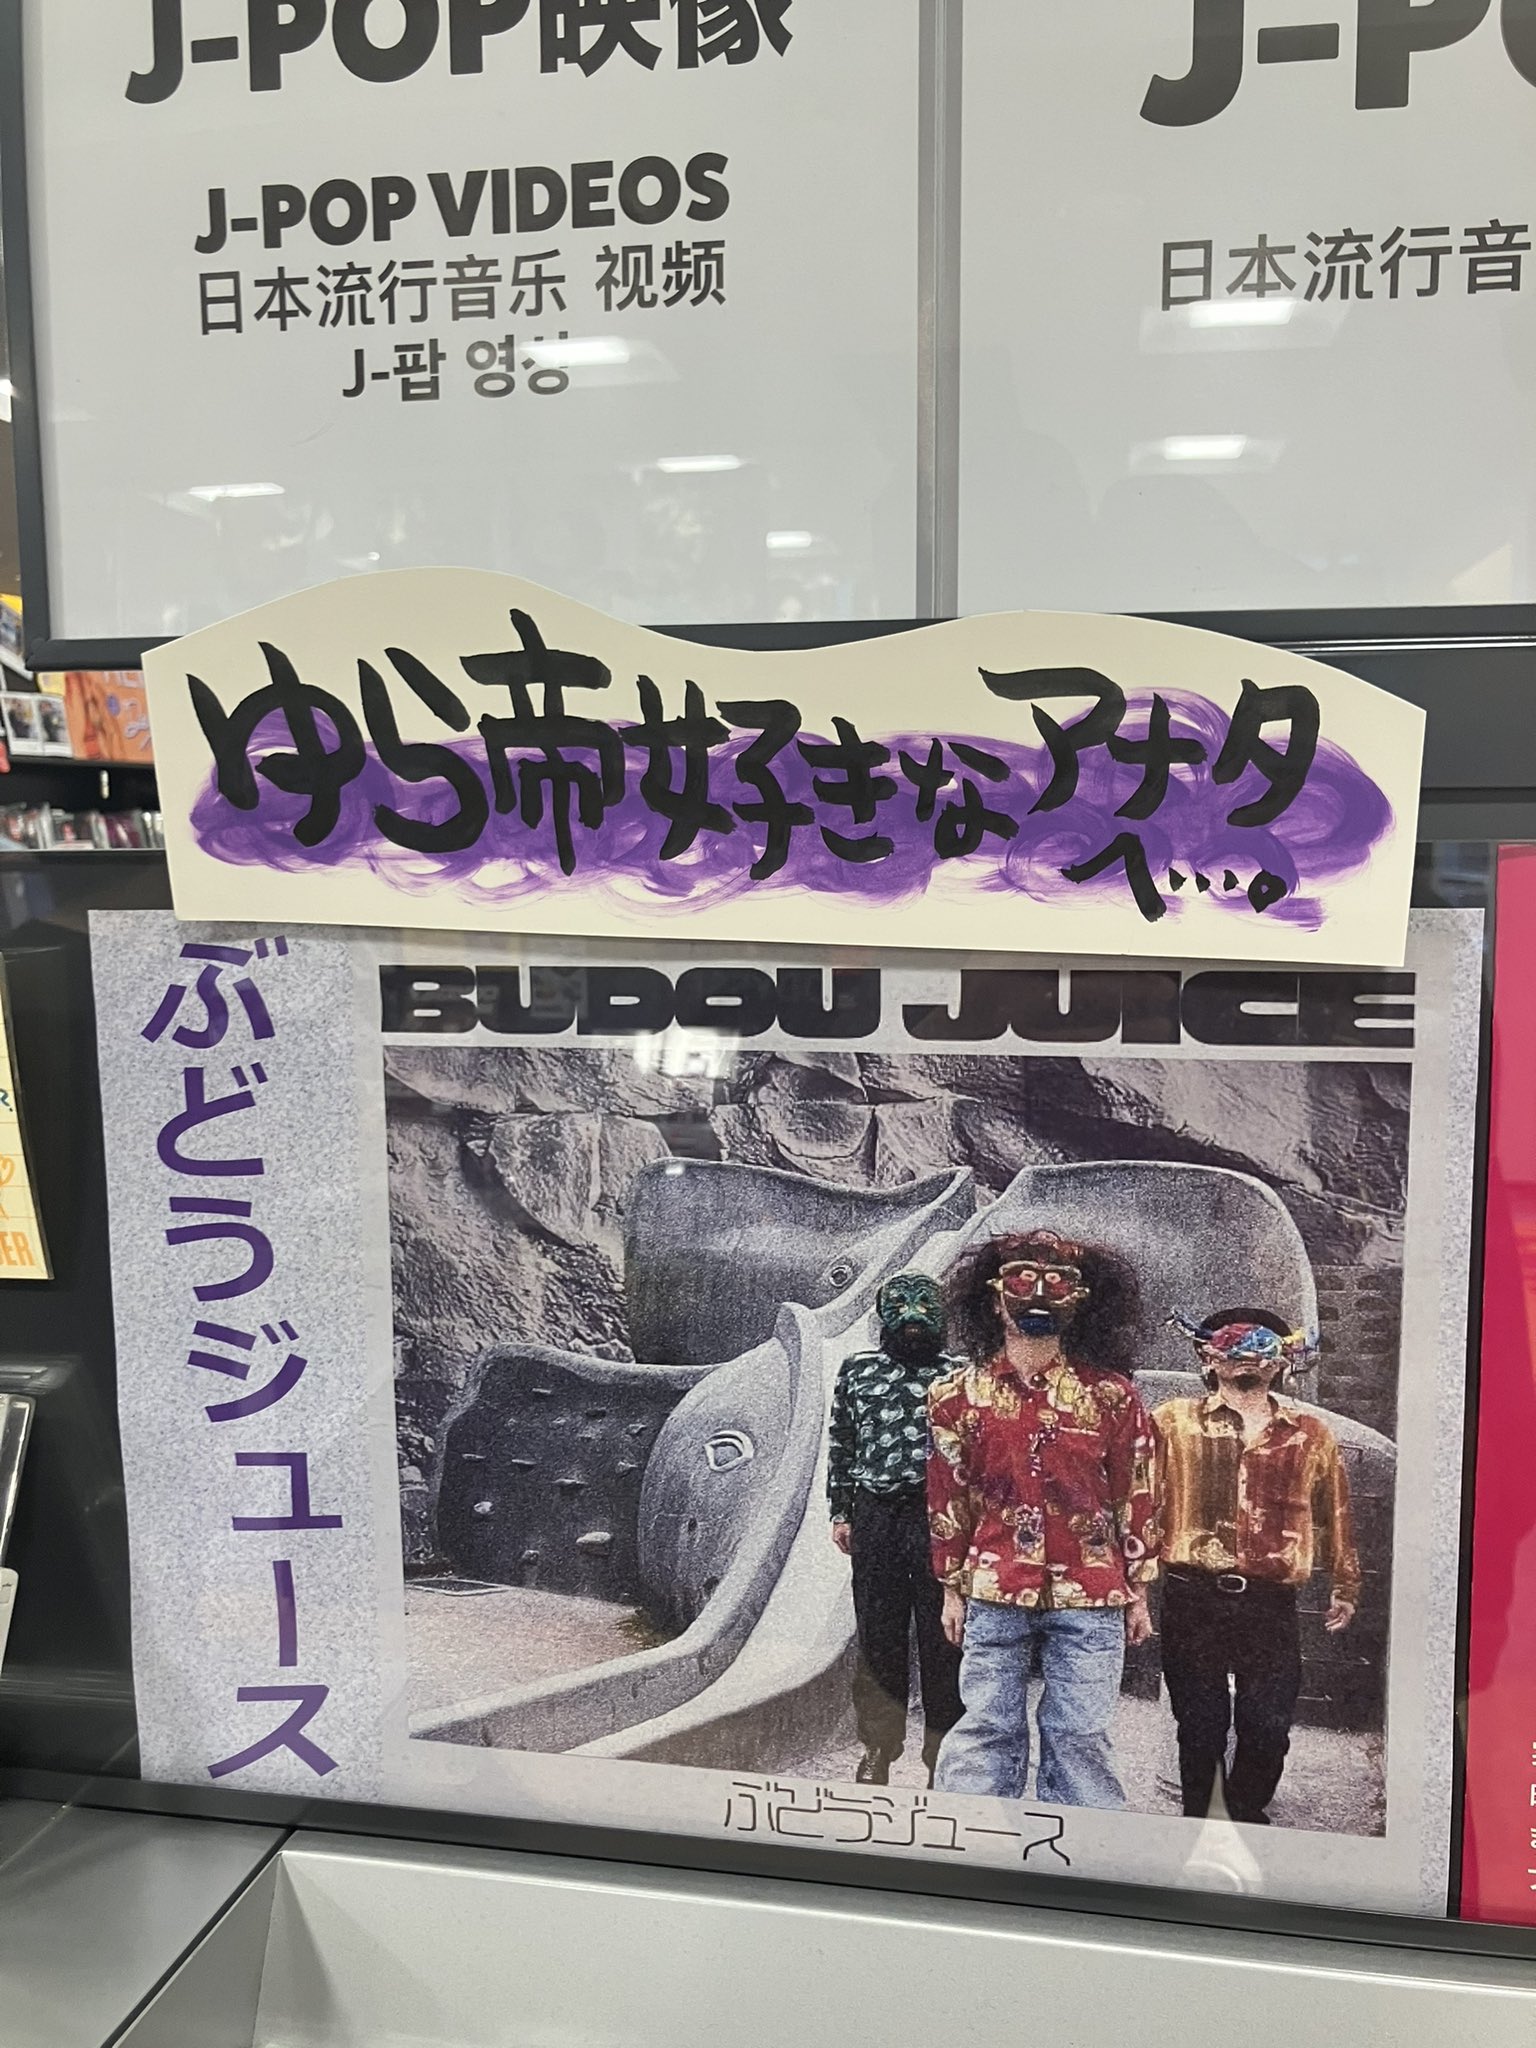 J-POP映像
J-POP VIDEOS
日本流行音乐 视频
J-팝 영상
日本流行音
ゆら帝好きなアナタ
へ….。
ぶどうジュース
BUDOU JUICE
ぶどうジュース